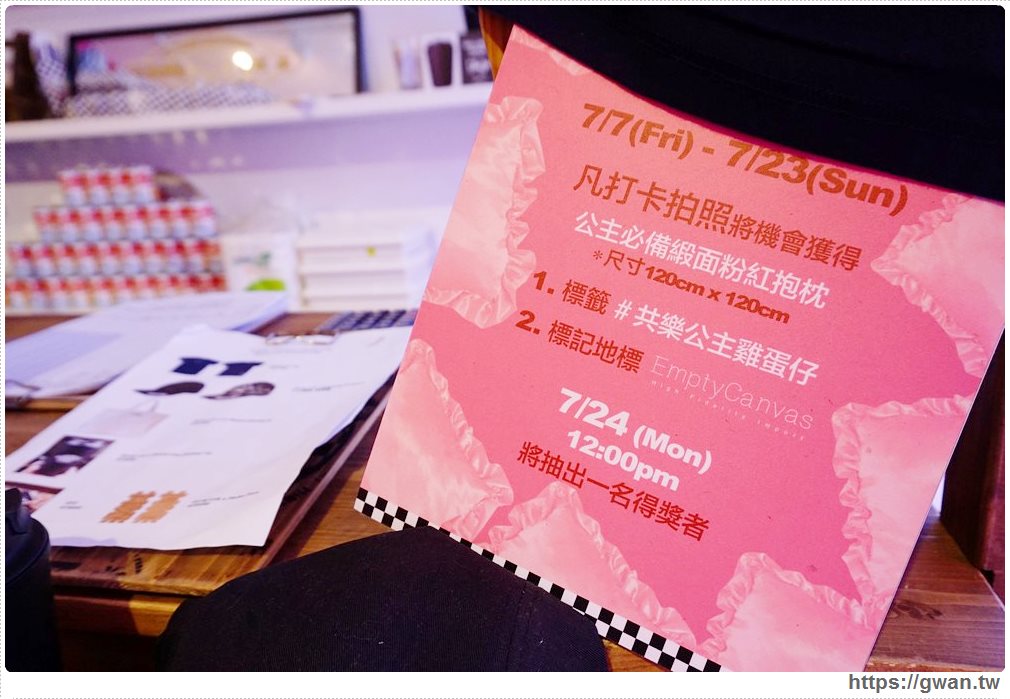 7/7(Fri) - 7/23(Sun)
凡打卡拍照將機會獲得
公主必備緞面粉紅抱枕
*尺寸120cm x 120cm
1. 標籤 #共樂公主雞蛋仔
2. 標記地標 EmptyCanvas
7/24 (Mon)
12:00pm
將抽出一名得獎者
https://gwan.tw